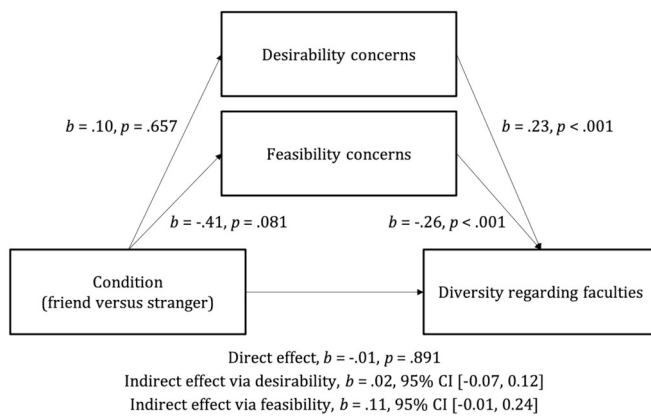 Desirability concerns
b = .10, p = .657
b = .23, p < .001
Feasibility concerns
b = -.41, p = .081
b = -.26, p < .001
Condition
(friend versus stranger)
Diversity regarding faculties
Direct effect, b = -.01, p = .891
Indirect effect via desirability, b = .02, 95% CI [-0.07, 0.12]
Indirect effect via feasibility, b = .11, 95% CI [-0.01, 0.24]